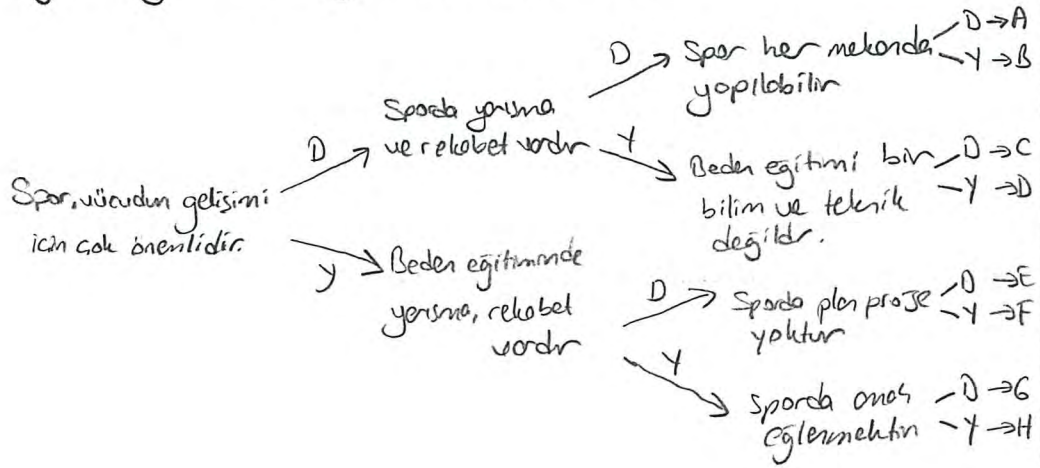 D → A
D
Spor her mekanda
Y → B
yapılabilir
Sporda yarışma
ve rekabet vardır
D
Y
Beden eğitimi bir
D → C
bilim ve teknik
Y → D
değildir.
Spor, vücudun gelişimi
için çok önemlidir.
Y
Beden eğitiminde
yarışma, rekabet
vardır
D
Sporda plan proje
D → E
yoktur
Y → F
Y
Sporda amaç
D → G
eğlenmektir
Y → H